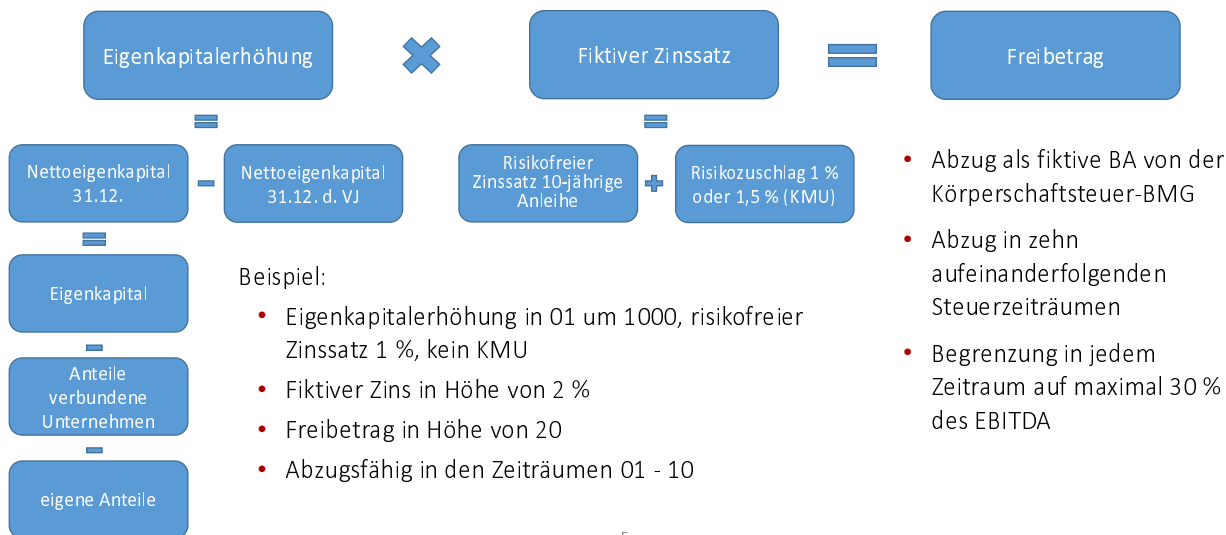 Eigenkapitalerhöhung
Fiktiver Zinssatz
Freibetrag
Nettoeigenkapital
31.12.
Nettoeigenkapital
31.12. d. VJ
Risikofreier
Zinssatz 10-jährige
Anleihe
Risikozuschlag 1 %
oder 1,5 % (KMU)
Eigenkapital
Anteile
verbundene
Unternehmen
eigene Anteile
Beispiel:
• Eigenkapitalerhöhung in 01 um 1000, risikofreier
Zinssatz 1 %, kein KMU
• Fiktiver Zins in Höhe von 2 %
• Freibetrag in Höhe von 20
• Abzugsfähig in den Zeiträumen 01 - 10
• Abzug als fiktive BA von der
Körperschaftsteuer-BMG
• Abzug in zehn
aufeinanderfolgenden
Steuerzeiträumen
• Begrenzung in jedem
Zeitraum auf maximal 30 %
des EBITDA